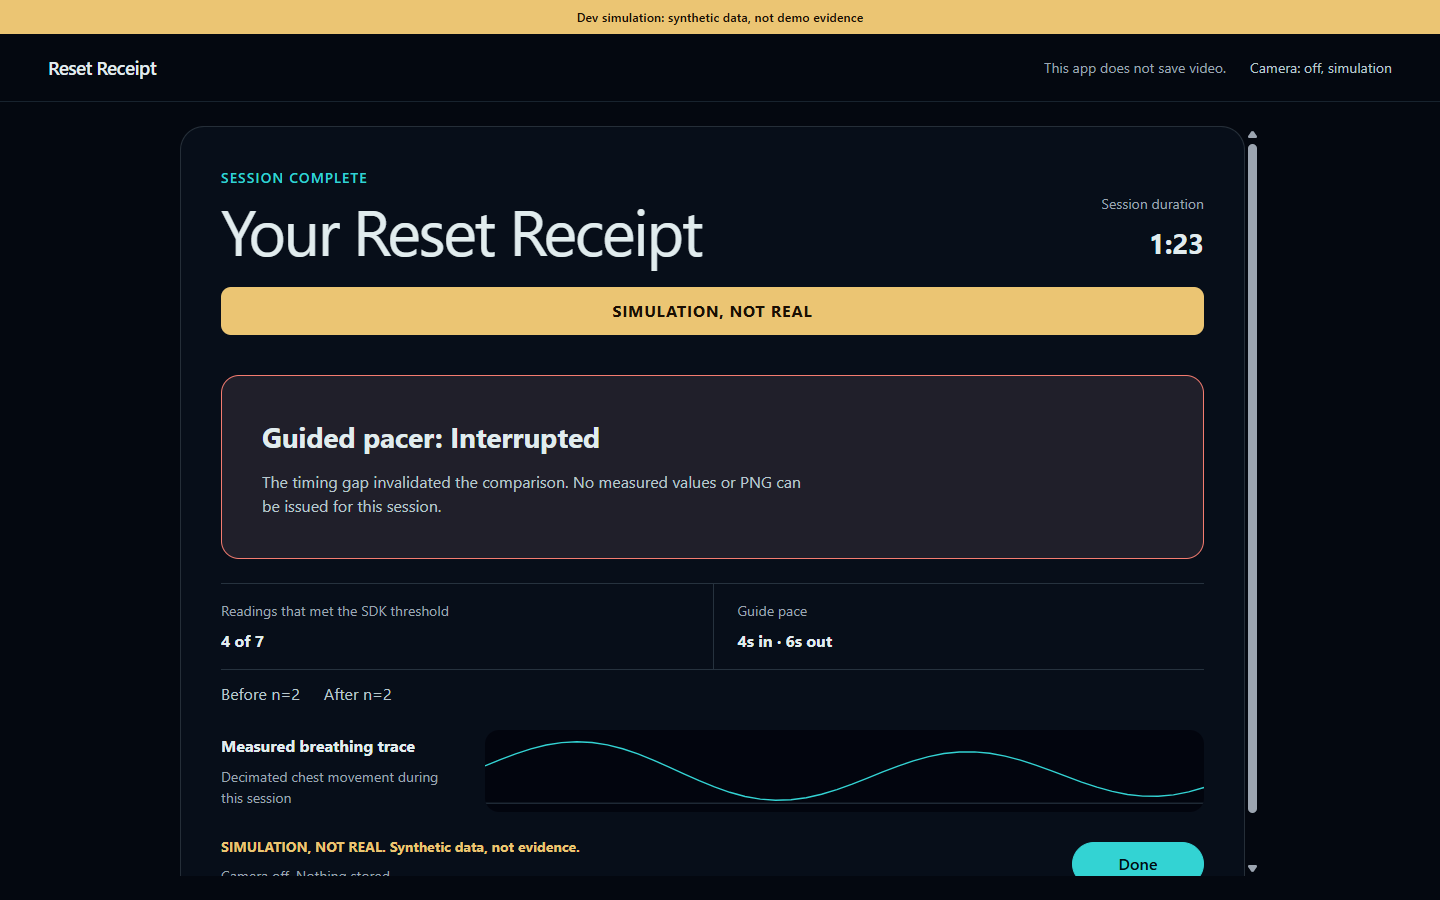 Dev simulation: synthetic data, not demo evidence
Reset Receipt
This app does not save video.
Camera: off, simulation
SESSION COMPLETE
Your Reset Receipt
Session duration
1:23
SIMULATION, NOT REAL
Guided pacer: Interrupted
The timing gap invalidated the comparison. No measured values or PNG can
be issued for this session.
Readings that met the SDK threshold
4 of 7
Guide pace
4s in · 6s out
Before n=2
After n=2
Measured breathing trace
Decimated chest movement during
this session
SIMULATION, NOT REAL. Synthetic data, not evidence.
Camera off. Nothing stored.
Done